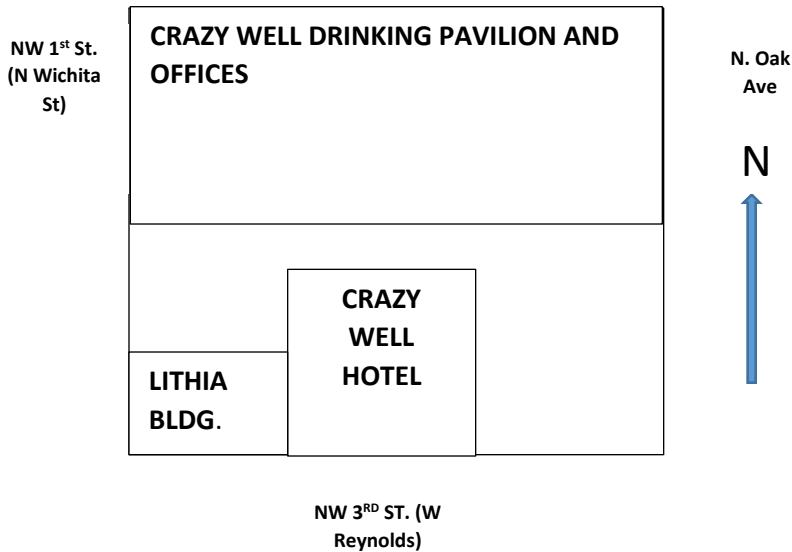 NW 1st St.
(N Wichita
St)
CRAZY WELL DRINKING PAVILION AND
OFFICES
N. Oak
Ave
N
CRAZY
WELL
HOTEL
LITHIA
BLDG.
NW 3RD ST. (W
Reynolds)